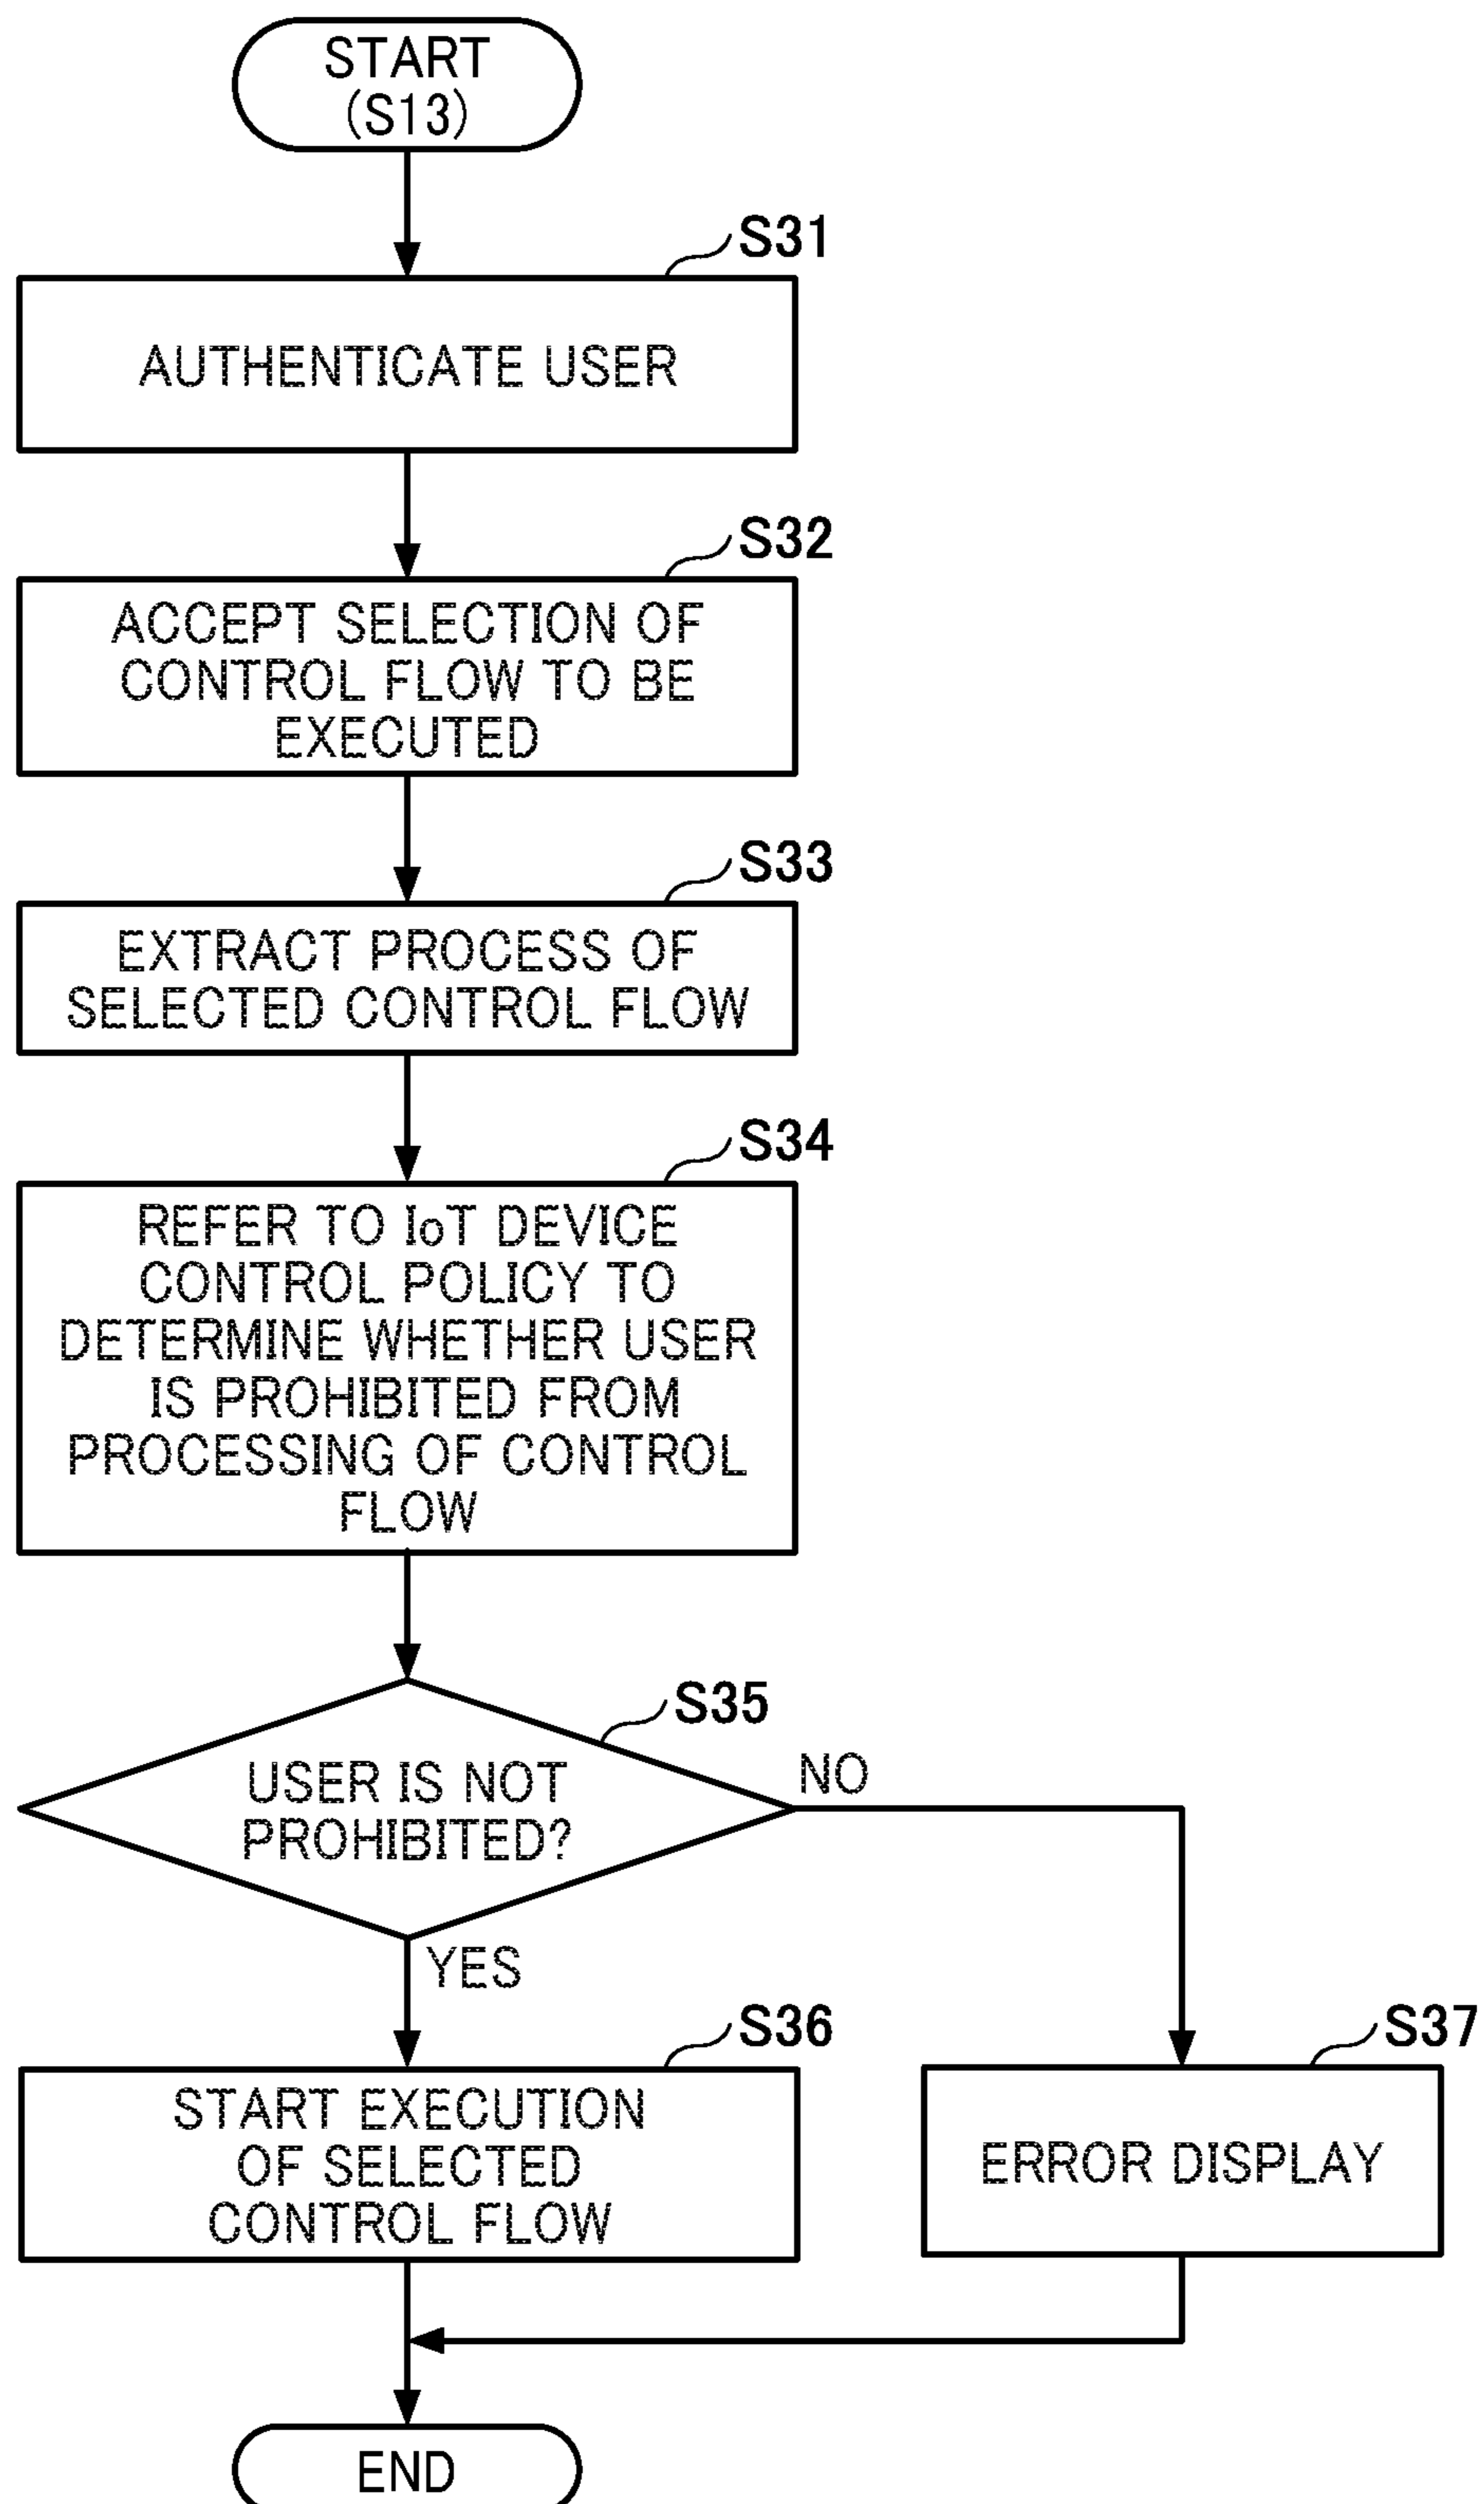 START
(S13)
S31
AUTHENTICATE USER
S32
ACCEPT SELECTION OF
CONTROL FLOW TO BE
EXECUTED
S33
EXTRACT PROCESS OF
SELECTED CONTROL FLOW
S34
REFER TO IoT DEVICE
CONTROL POLICY TO
DETERMINE WHETHER USER
IS PROHIBITED FROM
PROCESSING OF CONTROL
FLOW
S35
USER IS NOT
PROHIBITED?
NO
YES
S36
START EXECUTION
OF SELECTED
CONTROL FLOW
S37
ERROR DISPLAY
END